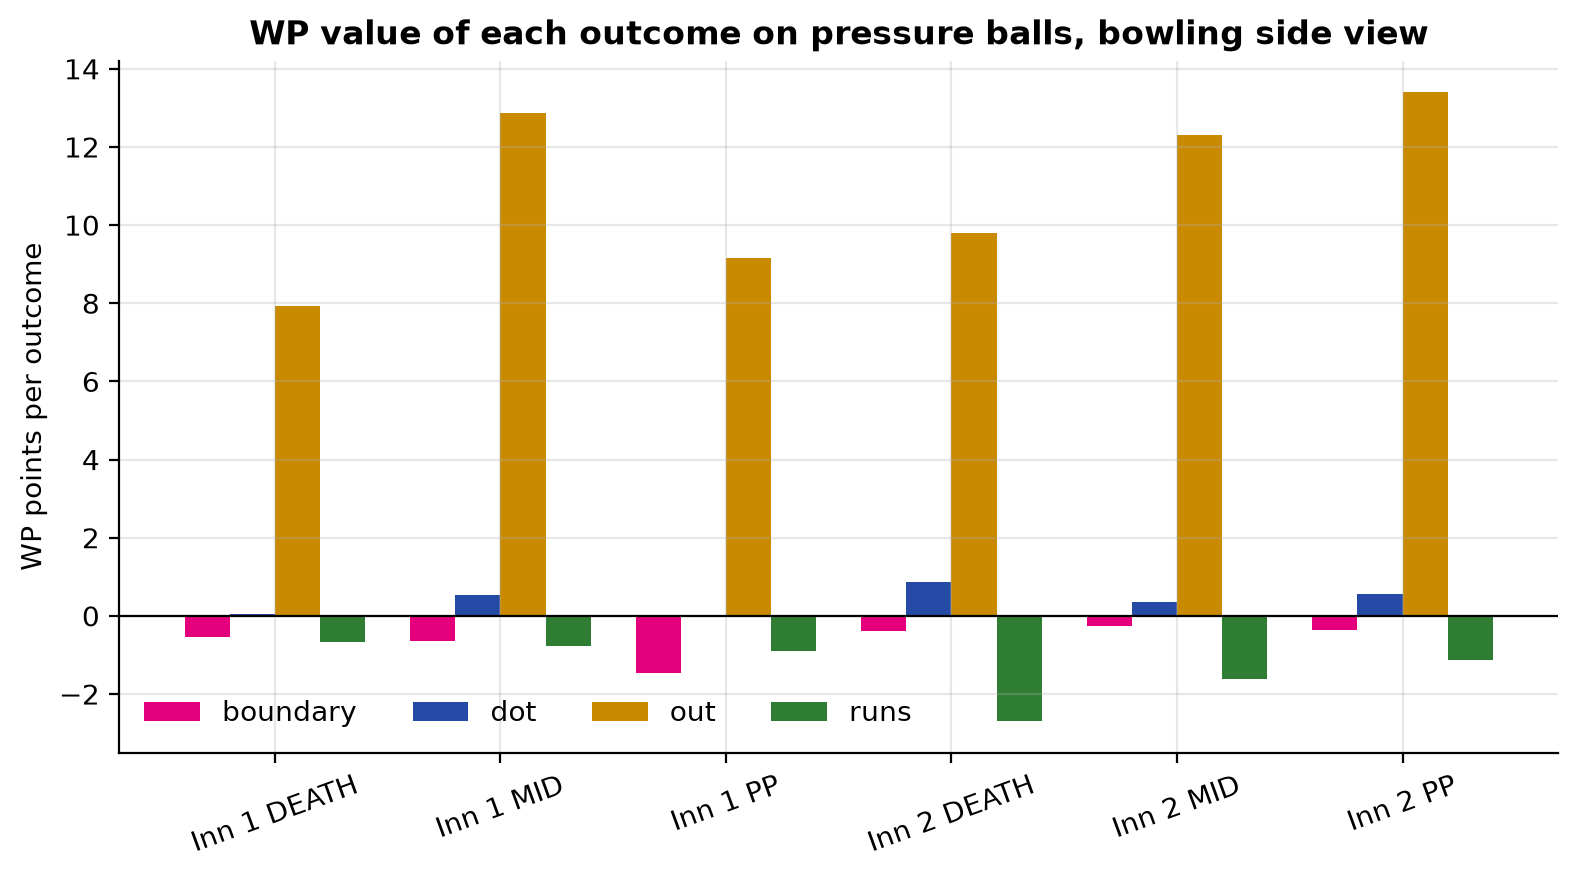 WP value of each outcome on pressure balls, bowling side view
WP points per outcome
14
12
10
8
6
4
2
0
−2
boundary dot out runs
Inn 1 DEATH Inn 1 MID Inn 1 PP Inn 2 DEATH Inn 2 MID Inn 2 PP